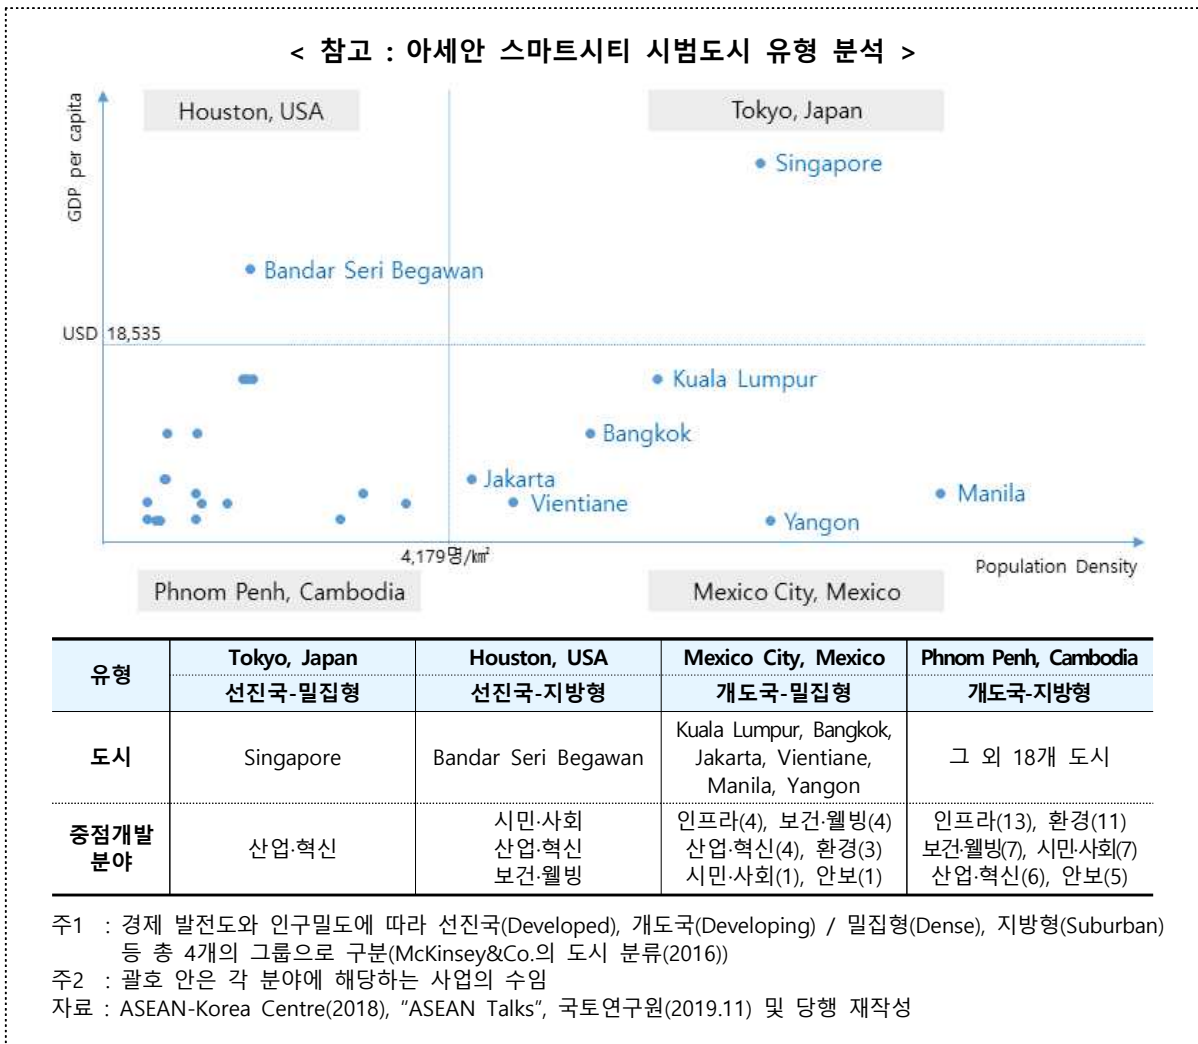 < 참고 : 아세안 스마트시티 시범도시 유형 분석 >
GDP per capita
Houston, USA
Tokyo, Japan
Singapore
Bandar Seri Begawan
USD 18,535
Kuala Lumpur
Bangkok
Jakarta
Vientiane
Manila
Yangon
4,179명/㎢
Population Density
Phnom Penh, Cambodia
Mexico City, Mexico
유형
Tokyo, Japan
Houston, USA
Mexico City, Mexico
Phnom Penh, Cambodia
선진국-밀집형
선진국-지방형
개도국-밀집형
개도국-지방형
도시
Singapore
Bandar Seri Begawan
Kuala Lumpur, Bangkok,
Jakarta, Vientiane,
Manila, Yangon
그 외 18개 도시
중점개발
분야
산업·혁신
시민·사회
산업·혁신
보건·웰빙
인프라(4), 보건·웰빙(4)
산업·혁신(4), 환경(3)
시민·사회(1), 안보(1)
인프라(13), 환경(11)
보건·웰빙(7), 시민·사회(7)
산업·혁신(6), 안보(5)
주1 : 경제 발전도와 인구밀도에 따라 선진국(Developed), 개도국(Developing) / 밀집형(Dense), 지방형(Suburban)
등 총 4개의 그룹으로 구분(McKinsey&Co.의 도시 분류(2016))
주2 : 괄호 안은 각 분야에 해당하는 사업의 수임
자료 : ASEAN-Korea Centre(2018), "ASEAN Talks", 국토연구원(2019.11) 및 당행 재작성